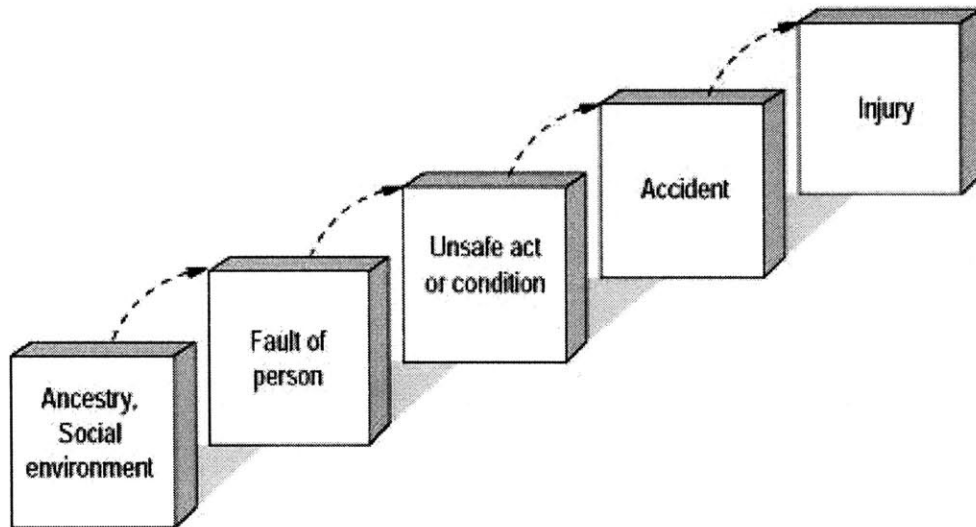 Ancestry,
Social
environment
Fault of
person
Unsafe act
or condition
Accident
Injury